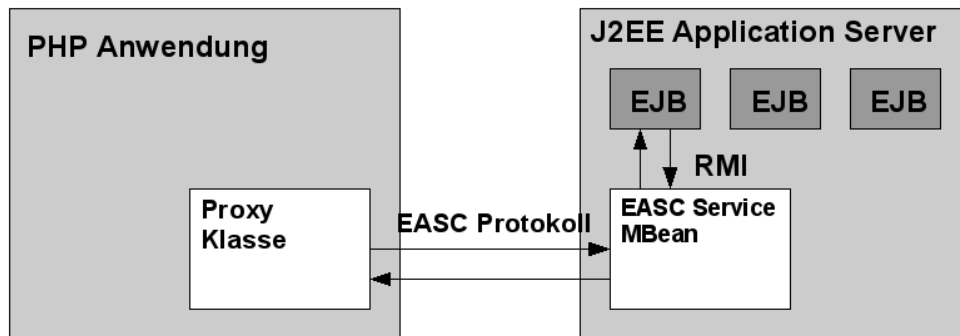 PHP Anwendung
J2EE Application Server
EJB
EJB
EJB
RMI
Proxy
Klasse
EASC Protokoll
EASC Service
MBean